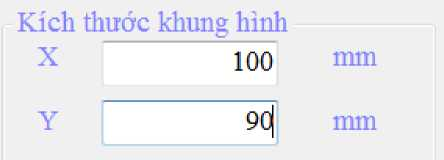 Kích thước khung hình
X 100 mm
Y 90 mm